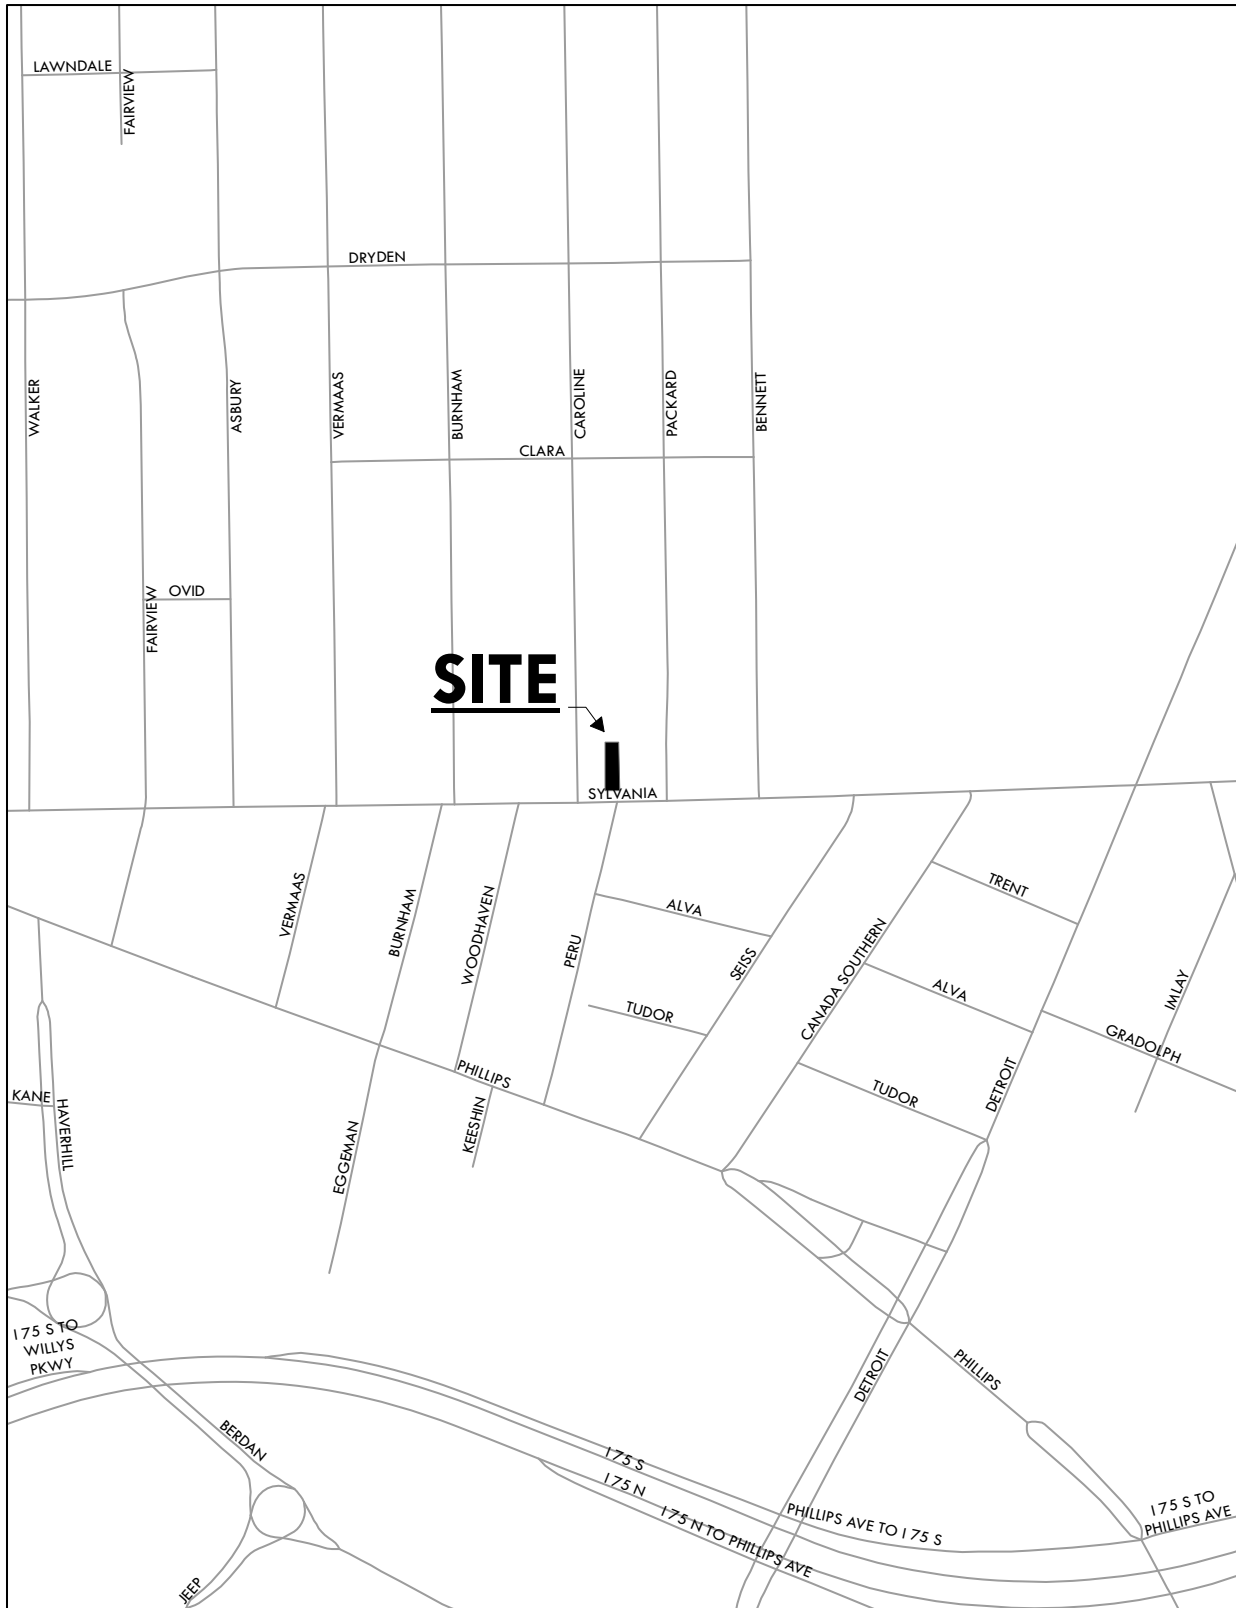 LAWNDALE
FAIRVIEW
DRYDEN
WALKER
ASBURY
VERMAAS
BURNHAM
CAROLINE
PACKARD
BENNETT
CLARA
OVID
FAIRVIEW
SITE
SYLVANIA
VERMAAS
BURNHAM
WOODHAVEN
PERU
ALVA
SEISS
TUDOR
CANADA SOUTHERN
TRENT
ALVA
TUDOR
DETROIT
IMLAY
GRADOLPH
PHILLIPS
KEESHIN
EGGEMAN
KANE
HAVERHILL
I 75 S TO
WILLYS
PKWY
BERDAN
JEEP
DETROIT
PHILLIPS
I 75 S
I 75 N
I 75 N TO PHILLIPS AVE
PHILLIPS AVE TO I 75 S
I 75 S TO
PHILLIPS AVE